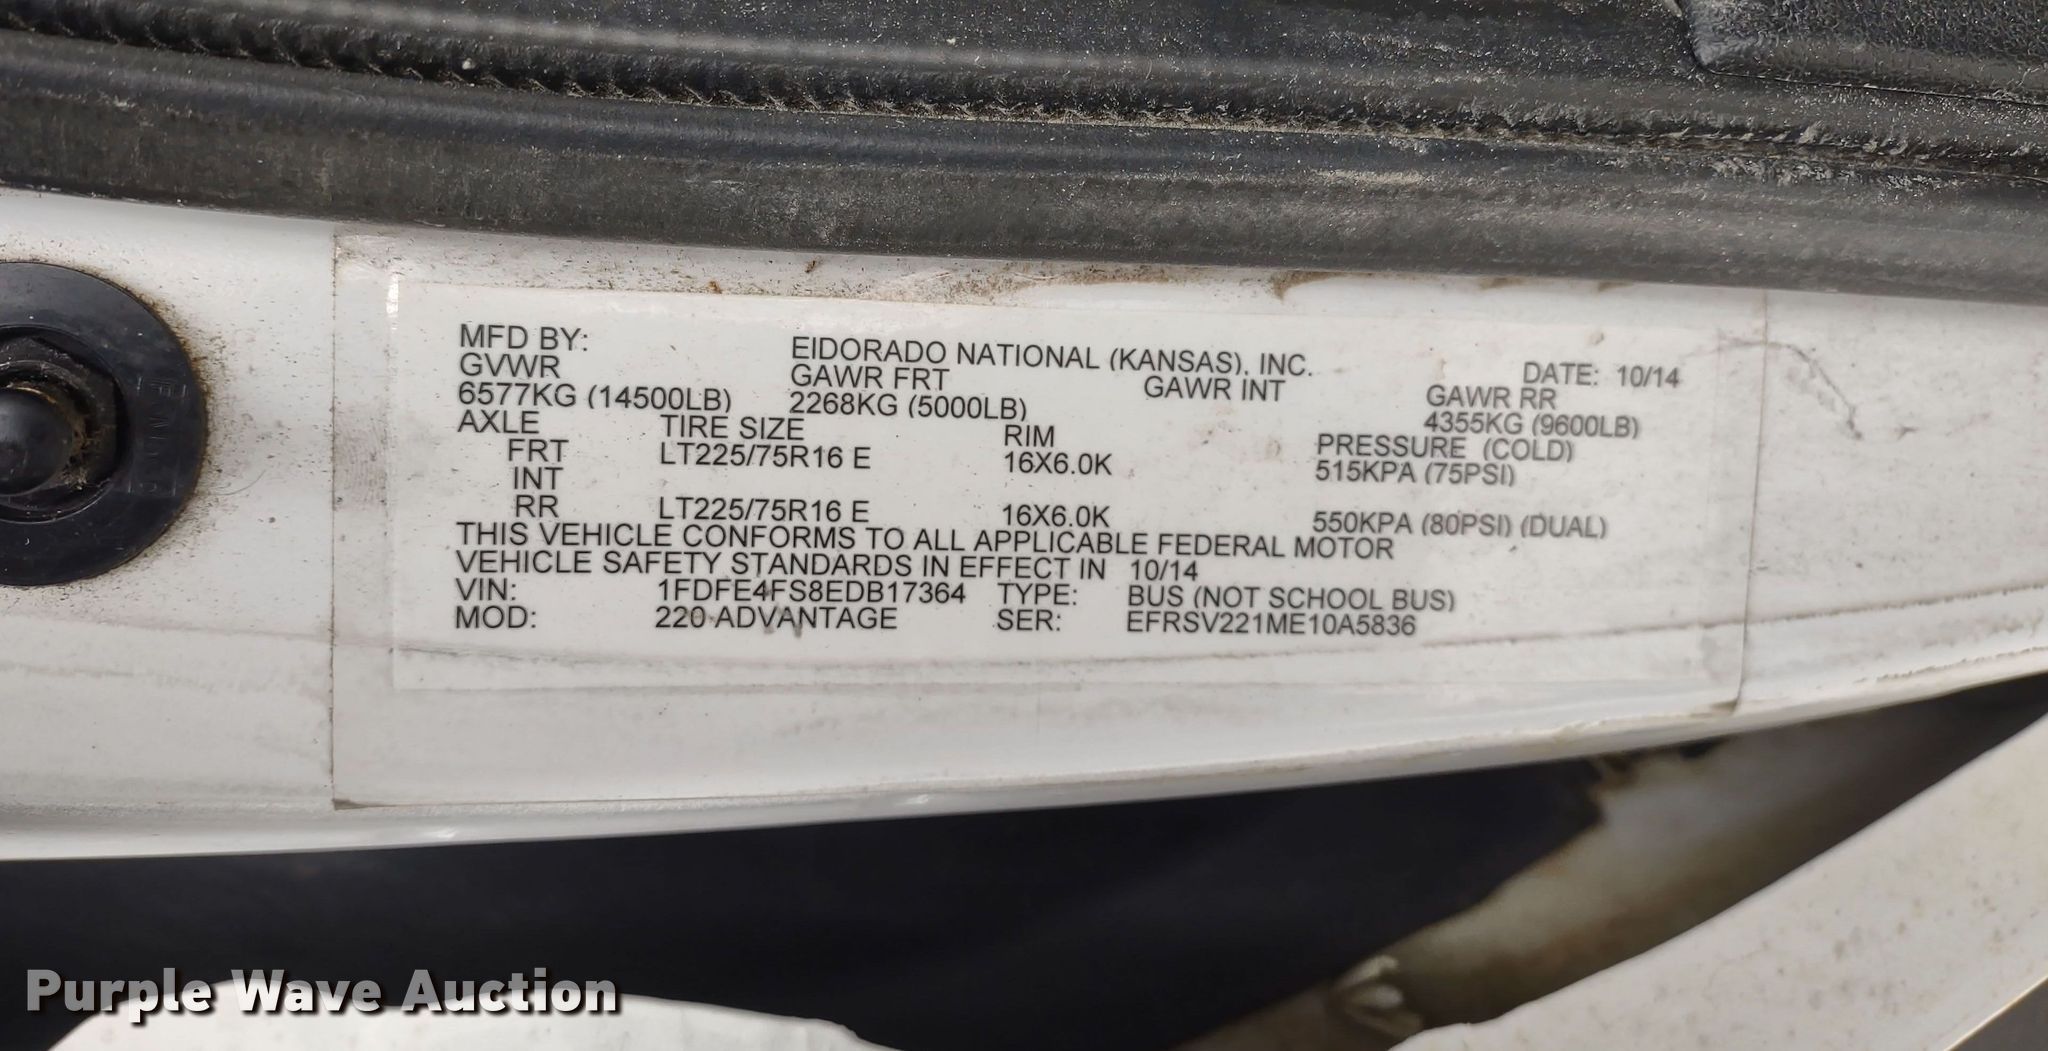 MFD BY: EIDORADO NATIONAL (KANSAS), INC. DATE: 10/14
GVWR GAWR FRT GAWR INT GAWR RR
6577KG (14500LB) 2268KG (5000LB) 4355KG (9600LB)
AXLE TIRE SIZE RIM PRESSURE (COLD)
FRT LT225/75R16 E 16X6.0K 515KPA (75PSI)
INT
RR LT225/75R16 E 16X6.0K 550KPA (80PSI) (DUAL)
THIS VEHICLE CONFORMS TO ALL APPLICABLE FEDERAL MOTOR
VEHICLE SAFETY STANDARDS IN EFFECT IN 10/14
VIN: 1FDFE4FS8EDB17364 TYPE: BUS (NOT SCHOOL BUS)
MOD: 220 ADVANTAGE SER: EFRSV221ME10A5836
Purple Wave Auction